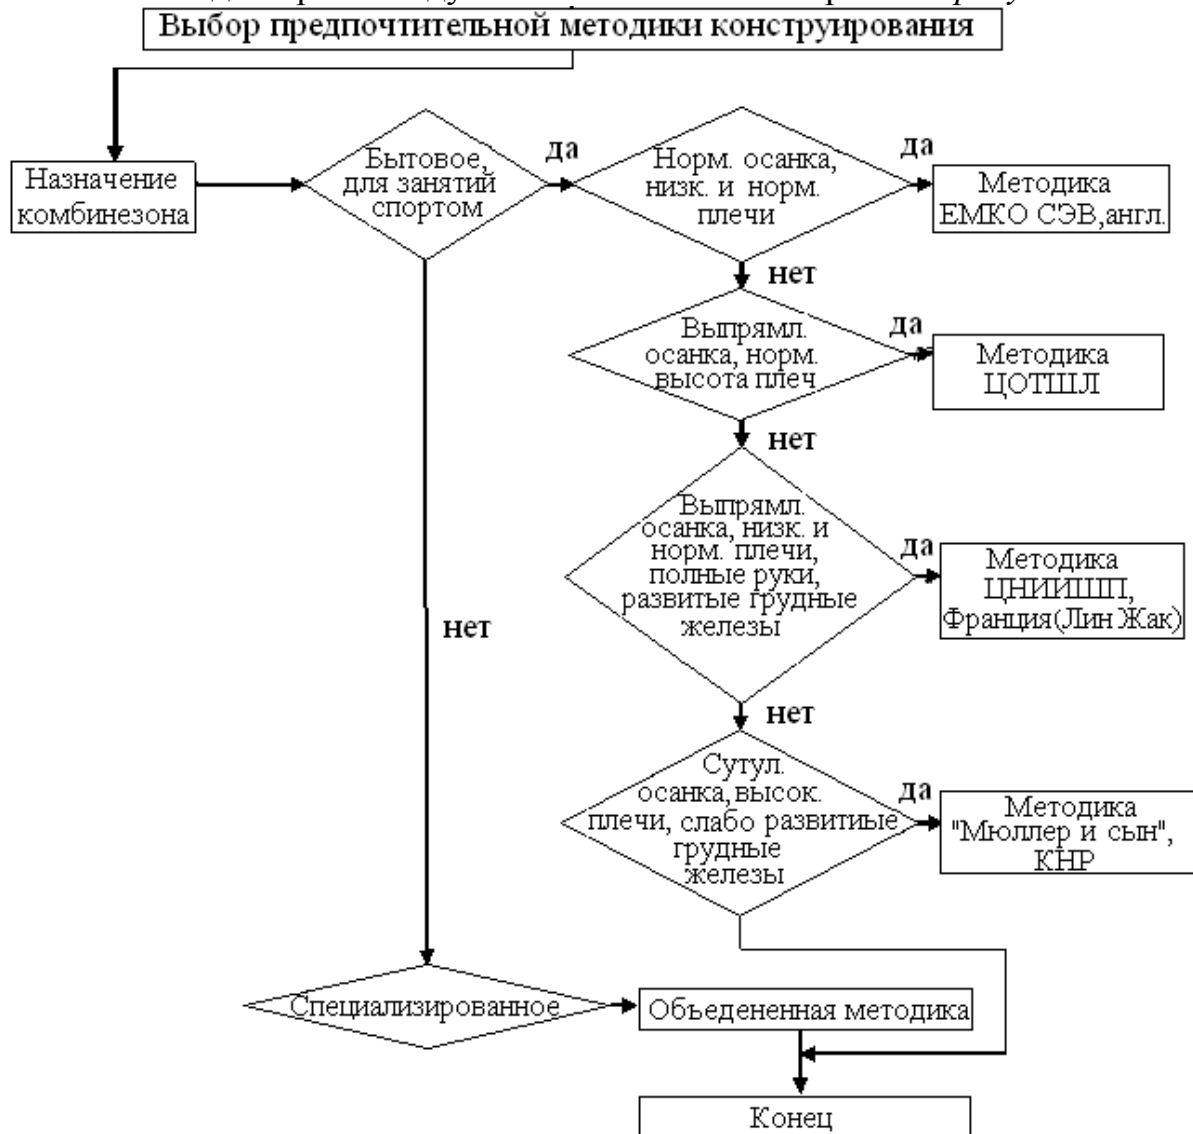 Выбор предпочтительной методики конструирования
Назначение
комбинезона
Бытовое,
для занятий
спортом
да
Норм. осанка,
низк. и норм.
плечи
да
Методика
ЕМКО СЭВ,англ.
нет
Выпрямл.
осанка, норм.
высота плеч
да
Методика
ЦОТШЛ
нет
Выпрямл.
осанка, низк. и
норм. плечи,
полные руки,
развитые грудные
железы
да
Методика
ЦНИИШП,
Франция(Лин Жак)
нет
нет
Сутул.
осанка, высок.
плечи, слабо развитиые
грудные
железы
да
Методика
"Мюллер и сын",
КНР
Специализированное
Объедененная методика
Конец